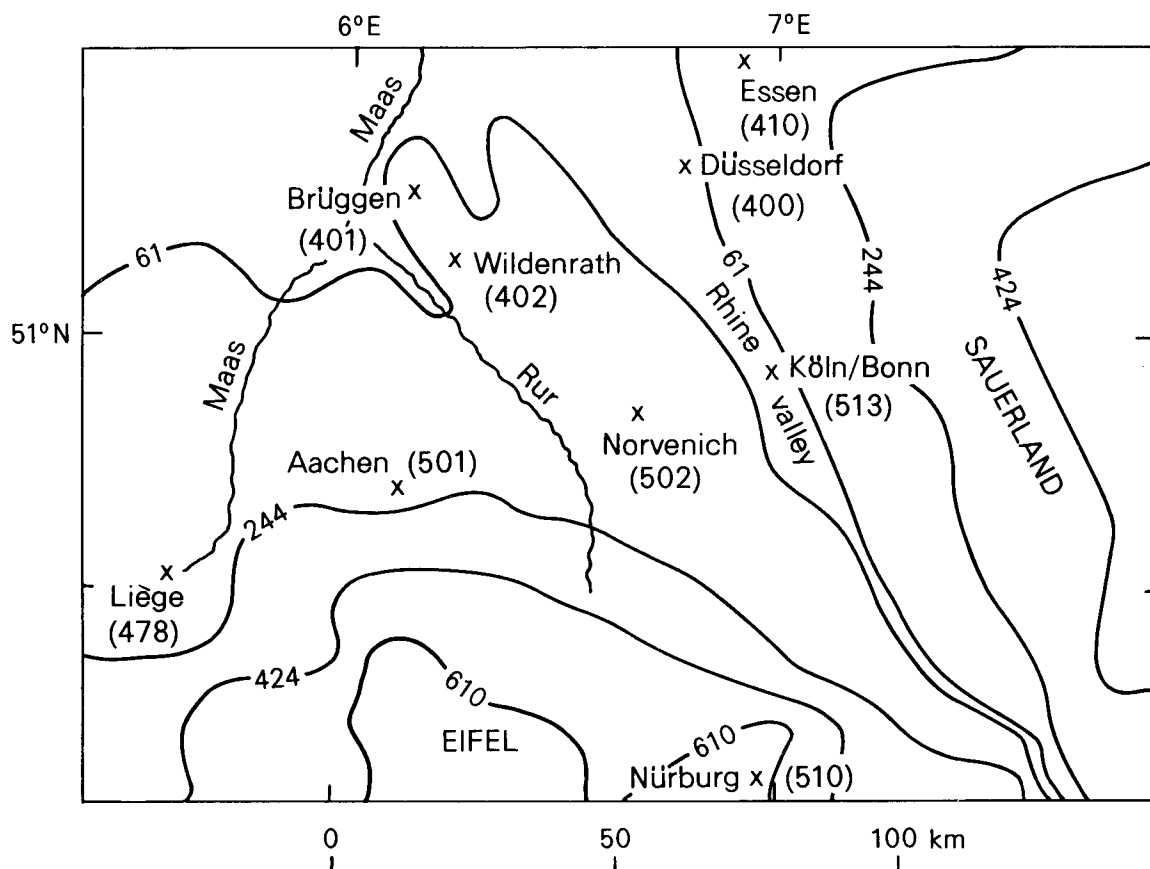 6°E
7°E
Maas
Essen
(410)
Brüggen
(401)
Düsseldorf
(400)
61
Wildenrath
(402)
61
Rhine
valley
244
424
51°N
Maas
Rur
Köln/Bonn
(513)
SAUERLAND
Aachen (501)
Norvenich
(502)
244
Liège
(478)
424
610
EIFEL
610
Nürburg
(510)
0
50
100 km